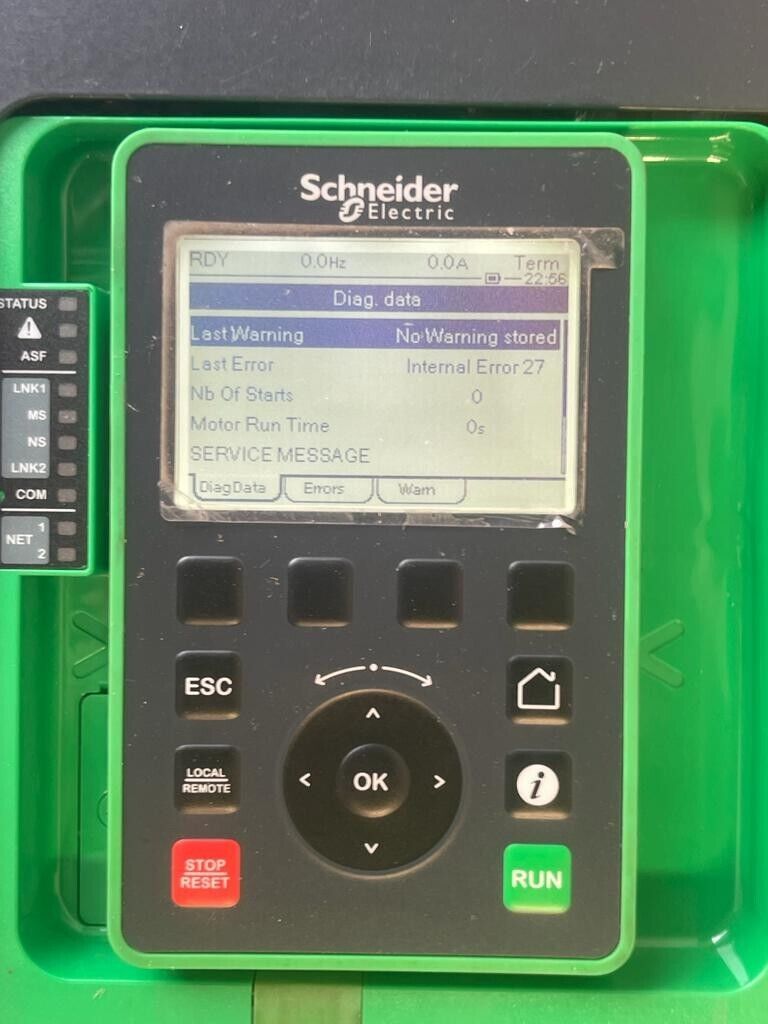 Schneider
Electric
RDY 0.0Hz 0.0A Term
22:56
Diag. data
Last Warning No Warning stored
Last Error Internal Error 27
Nb Of Starts 0
Motor Run Time 0s
SERVICE MESSAGE
DiagData Errors Warn
STATUS
ASF
LNK1
MS
NS
LNK2
COM
NET 1
2
ESC
LOCAL
REMOTE
OK
i
STOP
RESET
RUN